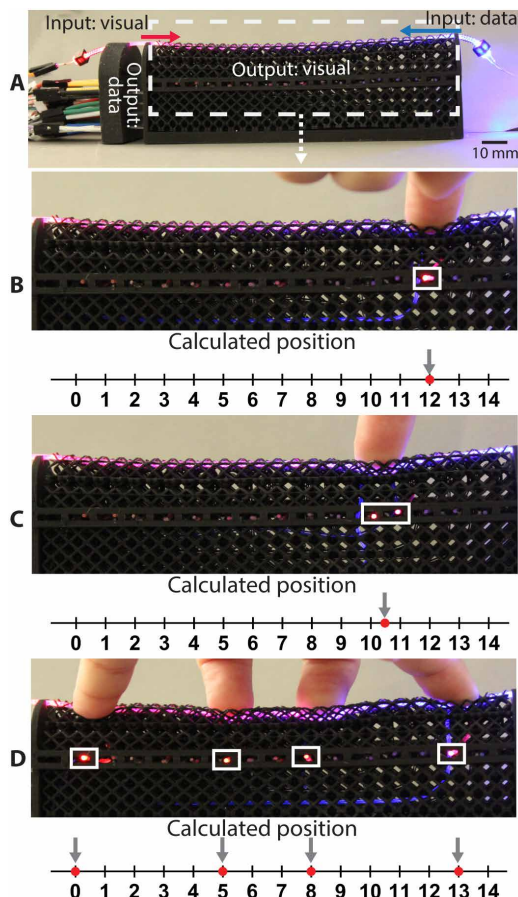 Input: visual
Input: data
A
Output: data
Output: visual
10 mm
B
Calculated position
0 1 2 3 4 5 6 7 8 9 10 11 12 13 14
C
Calculated position
0 1 2 3 4 5 6 7 8 9 10 11 12 13 14
D
Calculated position
0 1 2 3 4 5 6 7 8 9 10 11 12 13 14